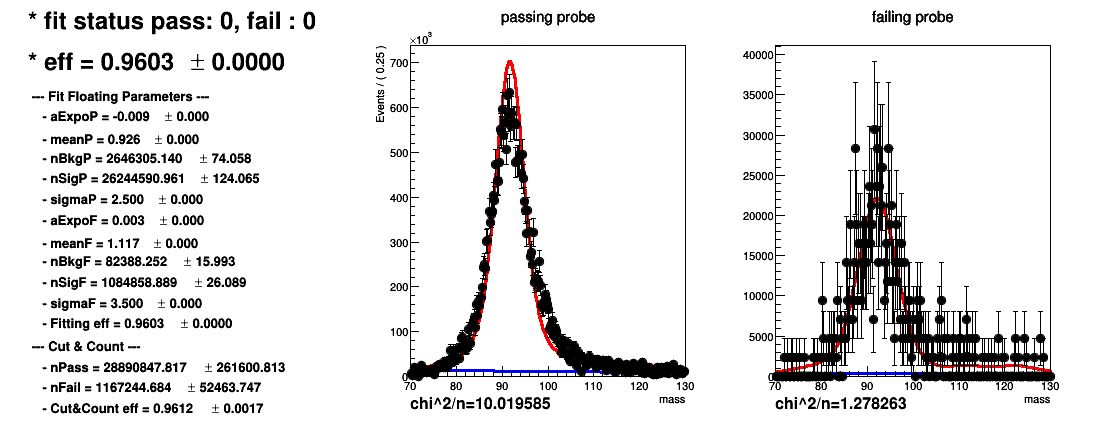 * fit status pass: 0, fail : 0
* eff = 0.9603 ± 0.0000
--- Fit Floating Parameters ---
- aExpoP = -0.009 ± 0.000
- meanP = 0.926 ± 0.000
- nBkgP = 2646305.140 ± 74.058
- nSigP = 26244590.961 ± 124.065
- sigmaP = 2.500 ± 0.000
- aExpoF = 0.003 ± 0.000
- meanF = 1.117 ± 0.000
- nBkgF = 82388.252 ± 15.993
- nSigF = 1084858.889 ± 26.089
- sigmaF = 3.500 ± 0.000
- Fitting eff = 0.9603 ± 0.0000
--- Cut & Count ---
- nPass = 28890847.817 ± 261600.813
- nFail = 1167244.684 ± 52463.747
- Cut&Count eff = 0.9612 ± 0.0017
passing probe
×10³
Events / ( 0.25 )
700
600
500
400
300
200
100
0
70 80 90 100 110 120 130
mass
chi^2/n=10.019585
failing probe
40000
35000
30000
25000
20000
15000
10000
5000
0
70 80 90 100 110 120 130
mass
chi^2/n=1.278263